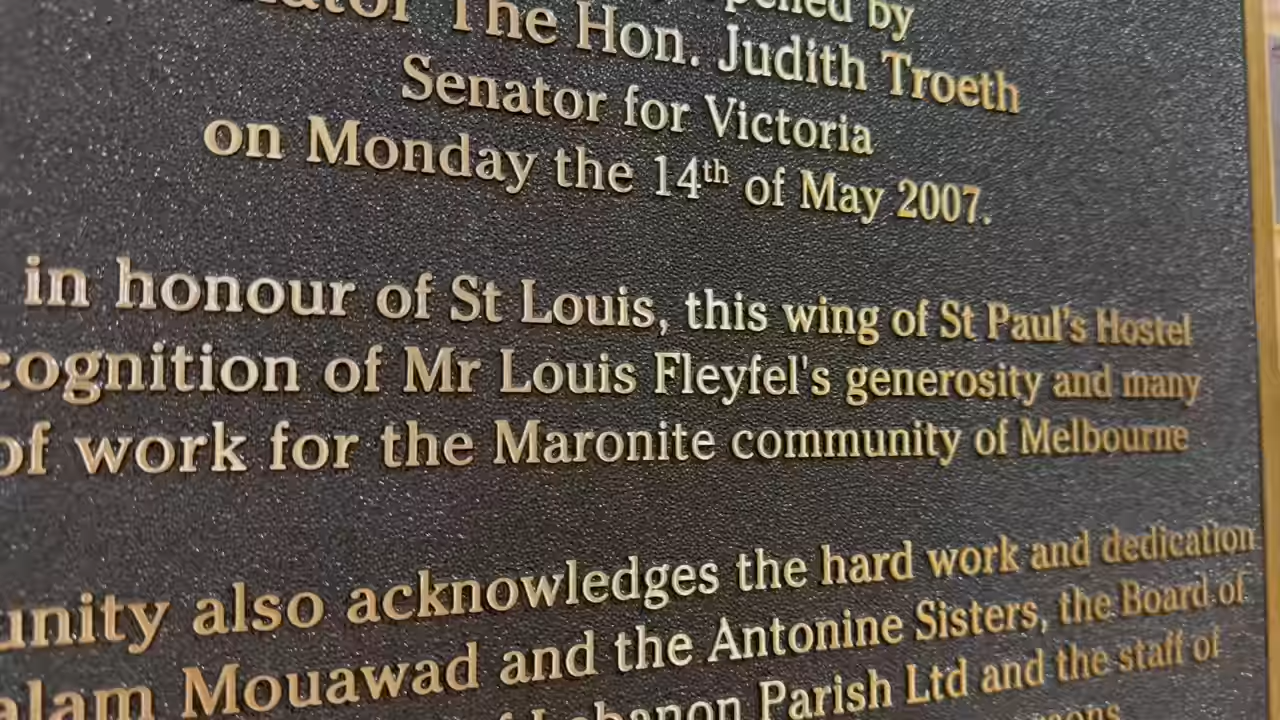 by
The Hon. Judith Troeth
Senator for Victoria
on Monday the 14th of May 2007.
in honour of St Louis, this wing of St Paul's Hostel
cognition of Mr Louis Fleyfel's generosity and many
of work for the Maronite community of Melbourne
unity also acknowledges the hard work and dedication
alam Mouawad and the Antonine Sisters, the Board of
Lebanon Parish Ltd and the staff of